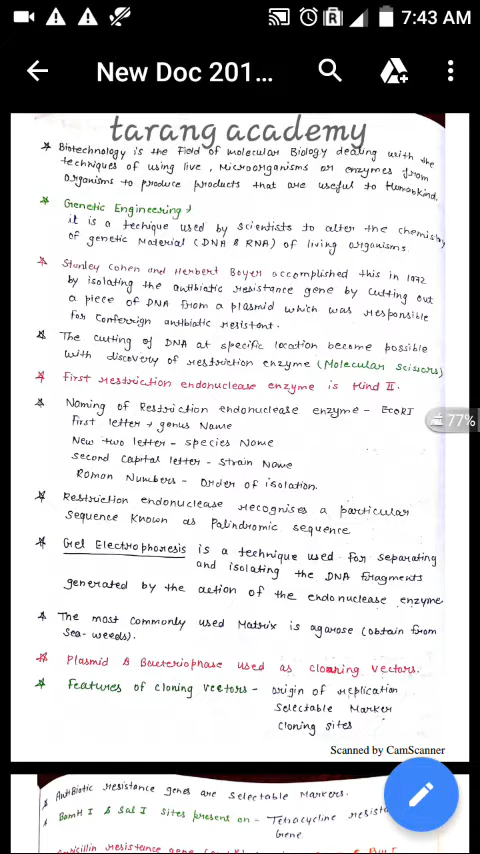 7:43 AM
New Doc 201...
tarang academy
Biotechnology is the field of molecular Biology dealing with the
techniques of using live, microorganisms or enzymes from
organisms to produce products that are useful to Humankind.
Genetic Engineering →
it is a techique used by scientists to alter the chemistry
of genetic Material (DNA & RNA) of living organisms.
Stanley Cohen and Herbert Boyer accomplished this in 1972
by isolating the antibiotic resistance gene by cutting out
a piece of DNA from a plasmid which was responsible
for conferrign antibiotic resistant.
The cutting of DNA at specific location become possible
with discovery of restriction enzyme (Molecular scissors)
First restriction endonuclease enzyme is Hind II.
Naming of Restriction endonuclease enzyme - EcoRI
77%
First letter → genus Name
New two letter - species Name
second capital letter - strain Name
Roman Numbers - Order of isolation.
Restriction endonuclease recognises a particular
sequence known as Palindromic sequence
Gel Electrophoresis is a technique used for separating
and isolating the DNA fragments
generated by the action of the endonuclease enzyme
The most commonly used Matrix is agarose (obtain from
sea-weeds).
Plasmid & Bacteriophase used as cloaning vectors.
Features of cloning vectors - origin of replication
Selectable Marker
Cloning sites
Scanned by CamScanner
AntiBiotic resistance genes are selectable Markers.
BamH I & Sal I sites present on - Tetracycline resista
Gene.
resistance gene